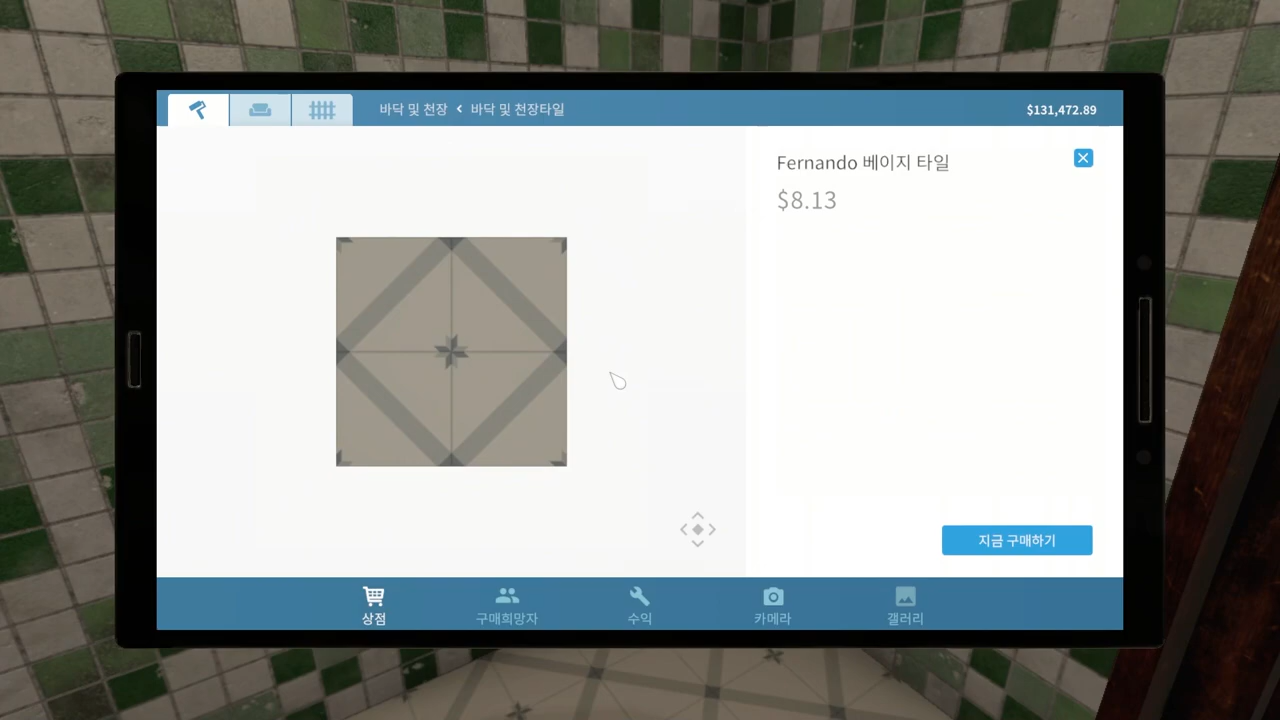 바닥 및 천장 < 바닥 및 천장타일
$131,472.89
Fernando 베이지 타일
$8.13
지금 구매하기
상점
구매희망자
수익
카메라
갤러리